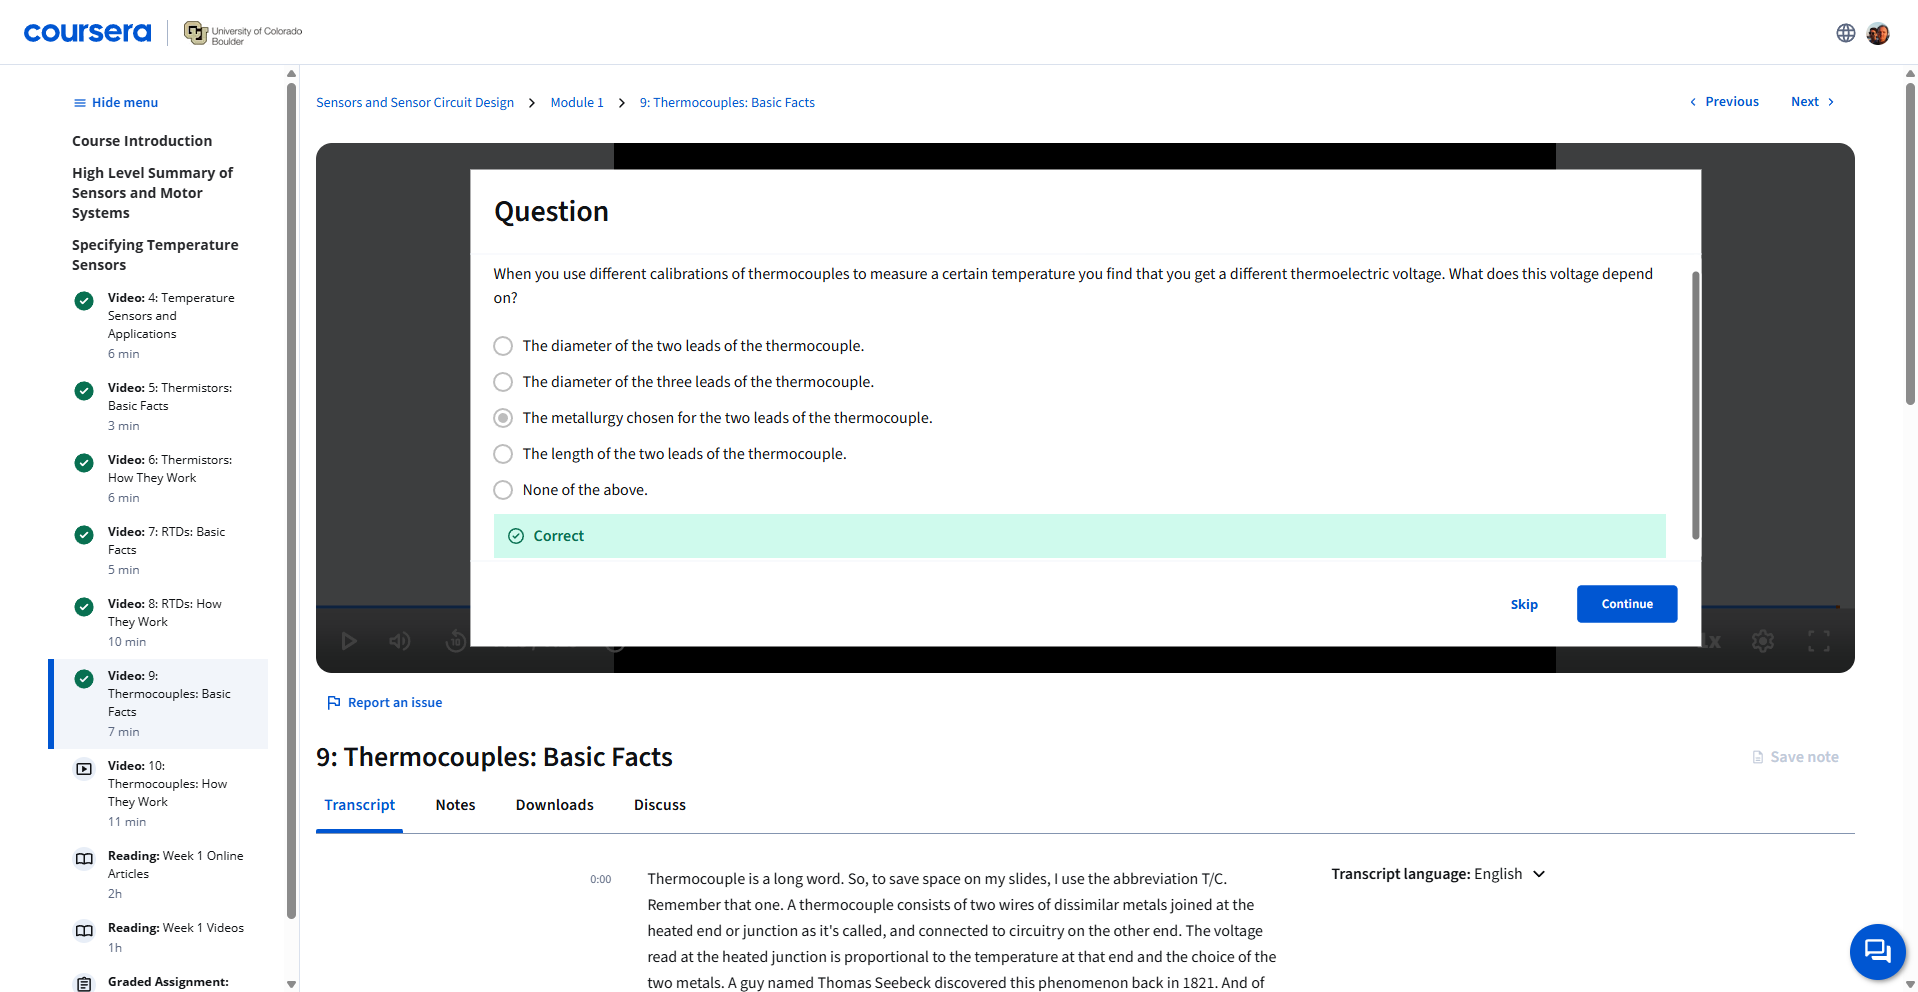 coursera
University of Colorado
Boulder
Hide menu
Course Introduction
High Level Summary of
Sensors and Motor
Systems
Specifying Temperature
Sensors
Video: 4: Temperature
Sensors and
Applications
6 min
Video: 5: Thermistors:
Basic Facts
3 min
Video: 6: Thermistors:
How They Work
6 min
Video: 7: RTDs: Basic
Facts
5 min
Video: 8: RTDs: How
They Work
10 min
Video: 9:
Thermocouples: Basic
Facts
7 min
Video: 10:
Thermocouples: How
They Work
11 min
Reading: Week 1 Online
Articles
2h
Reading: Week 1 Videos
1h
Graded Assignment:
Sensors and Sensor Circuit Design
Module 1
9: Thermocouples: Basic Facts
Previous
Next
Question
When you use different calibrations of thermocouples to measure a certain temperature you find that you get a different thermoelectric voltage. What does this voltage depend
on?
The diameter of the two leads of the thermocouple.
The diameter of the three leads of the thermocouple.
The metallurgy chosen for the two leads of the thermocouple.
The length of the two leads of the thermocouple.
None of the above.
Correct
Skip
Continue
10
1x
Report an issue
9: Thermocouples: Basic Facts
Save note
Transcript
Notes
Downloads
Discuss
0:00
Thermocouple is a long word. So, to save space on my slides, I use the abbreviation T/C.
Remember that one. A thermocouple consists of two wires of dissimilar metals joined at the
heated end or junction as it's called, and connected to circuitry on the other end. The voltage
read at the heated junction is proportional to the temperature at that end and the choice of the
two metals. A guy named Thomas Seebeck discovered this phenomenon back in 1821. And of
Transcript language: English